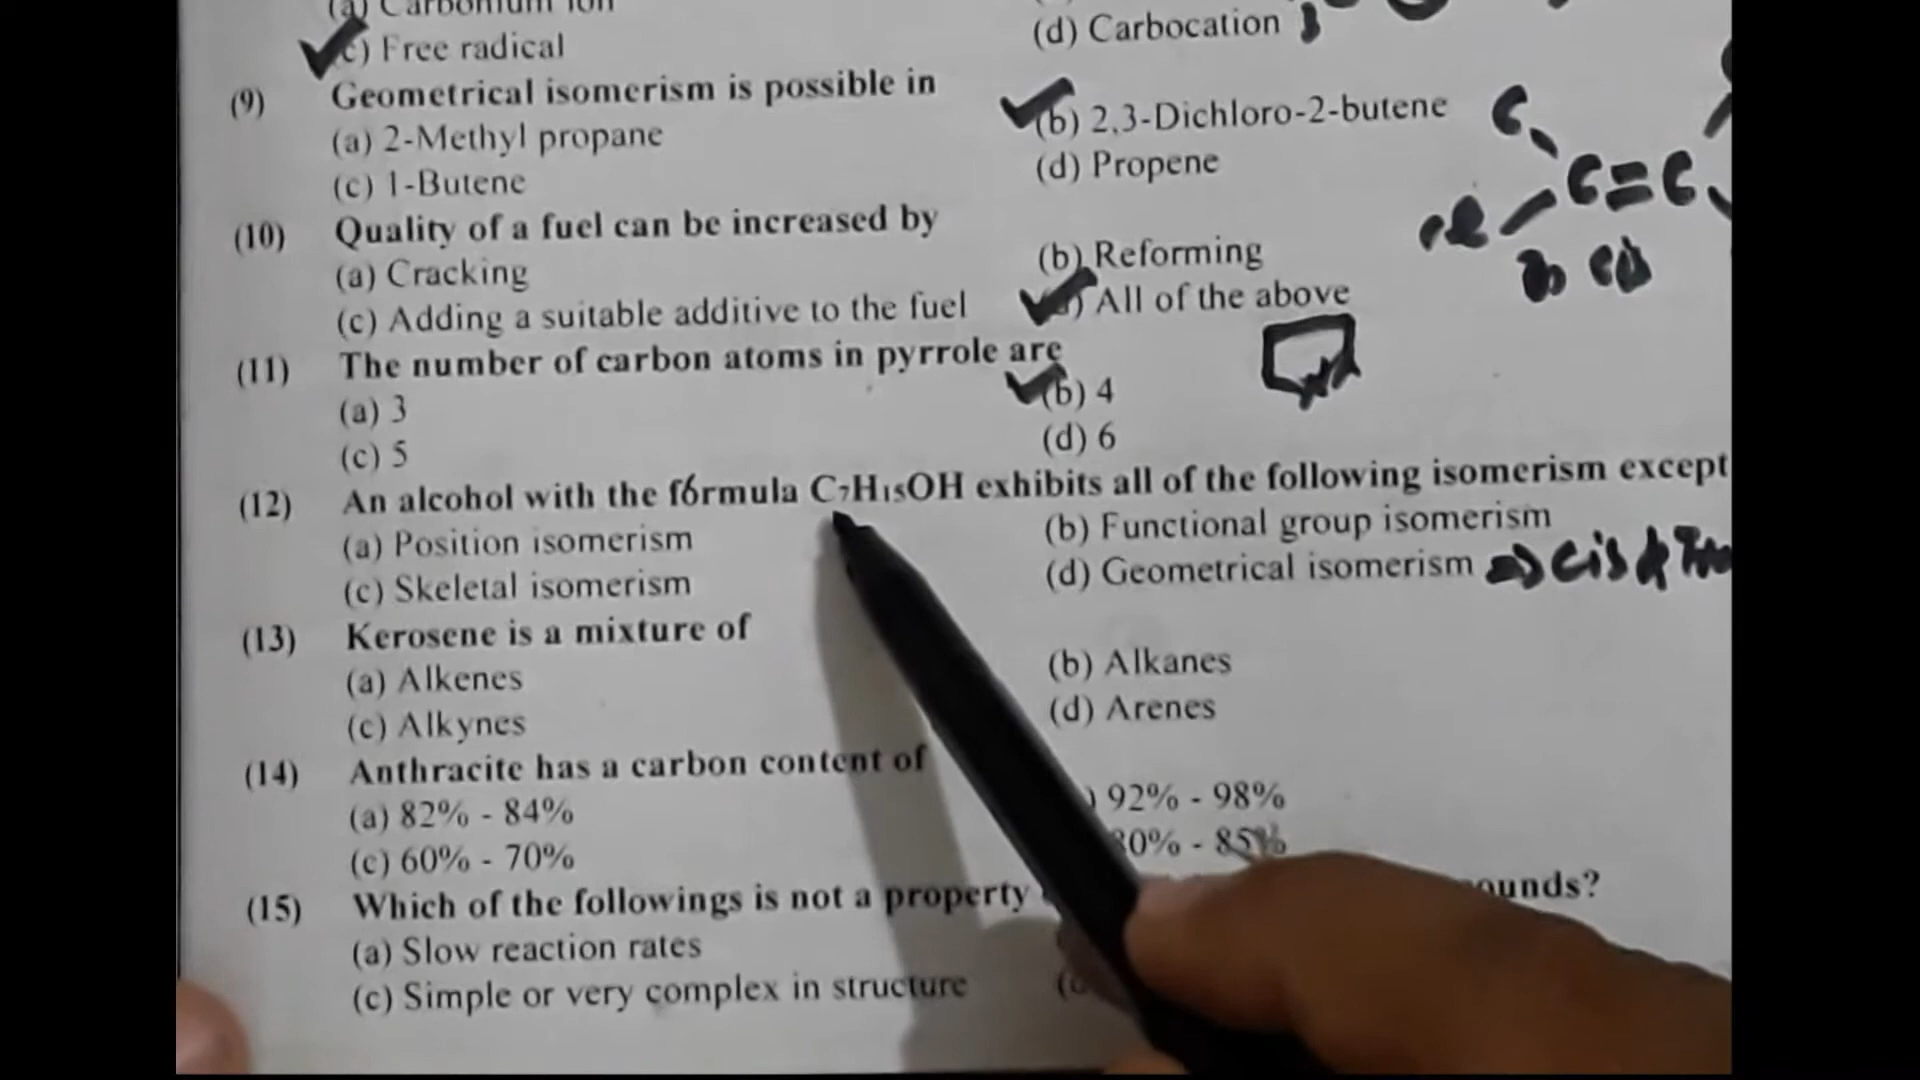 (a) Carbonium ion
(c) Free radical
(d) Carbocation
(9) Geometrical isomerism is possible in
(a) 2-Methyl propane
(b) 2,3-Dichloro-2-butene
(c) 1-Butene
(d) Propene
(10) Quality of a fuel can be increased by
(a) Cracking
(b) Reforming
(c) Adding a suitable additive to the fuel
All of the above
(11) The number of carbon atoms in pyrrole are
(a) 3
(b) 4
(c) 5
(d) 6
(12) An alcohol with the formula C₇H₁₅OH exhibits all of the following isomerism except
(a) Position isomerism
(b) Functional group isomerism
(c) Skeletal isomerism
(d) Geometrical isomerism
cis
(13) Kerosene is a mixture of
(a) Alkenes
(b) Alkanes
(c) Alkynes
(d) Arenes
(14) Anthracite has a carbon content of
(a) 82% - 84%
) 92% - 98%
(c) 60% - 70%
80% - 85%
(15) Which of the followings is not a property
(a) Slow reaction rates
(c) Simple or very complex in structure
C
C=C